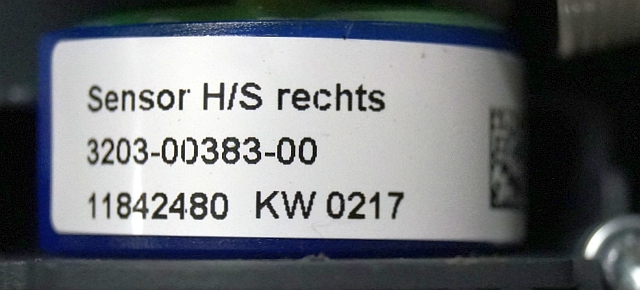 Sensor H/S rechts
3203-00383-00
11842480 KW 0217